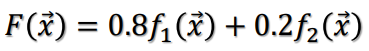 F(x⃗) = 0.8f₁(x⃗) + 0.2f₂(x⃗)